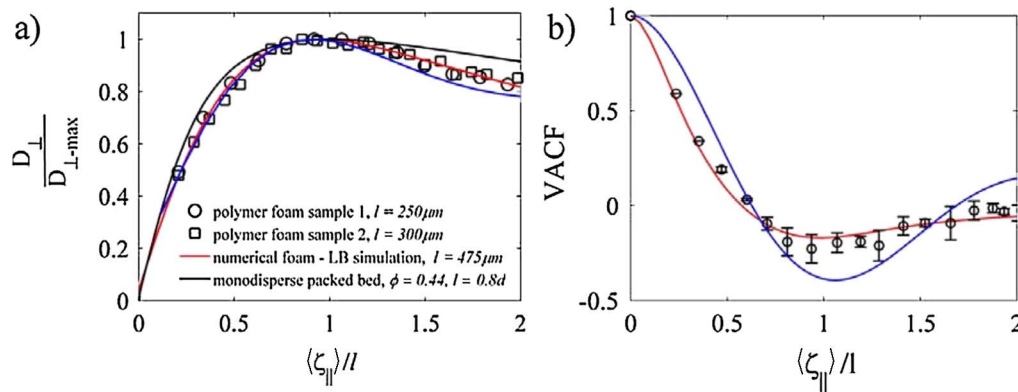 a)
1
0.8
0.6
0.4
0.2
0
D⊥
D⊥-max
polymer foam sample 1, l = 250μm
polymer foam sample 2, l = 300μm
numerical foam - LB simulation, l = 475μm
monodisperse packed bed, ϕ = 0.44, l = 0.8d
0 0.5 1 1.5 2
⟨ζ∥⟩/l
b)
1
0.5
0
-0.5
VACF
0 0.5 1 1.5 2
⟨ζ∥⟩/l